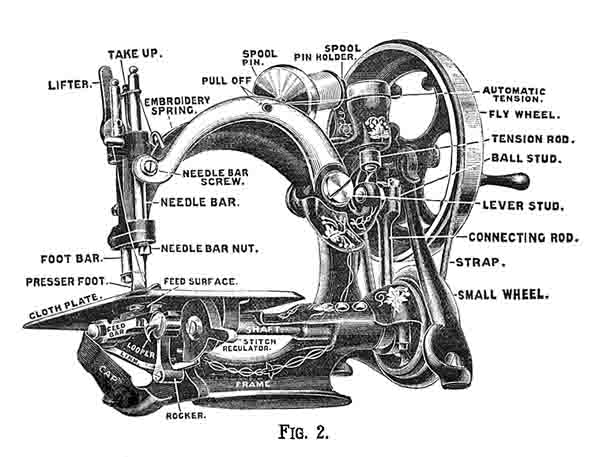 TAKE UP.
LIFTER.
SPOOL
PIN.
SPOOL
PIN HOLDER.
PULL OFF
EMBROIDERY
SPRING.
AUTOMATIC
TENSION.
FLY WHEEL.
TENSION ROD.
BALL STUD.
NEEDLE BAR
SCREW.
NEEDLE BAR.
LEVER STUD.
CONNECTING ROD.
NEEDLE BAR NUT.
FOOT BAR.
STRAP.
PRESSER FOOT.
FEED SURFACE.
SMALL WHEEL.
CLOTH PLATE.
FEED
BAR
SHAFT.
STITCH
REGULATOR.
LOOPER
LINK
CAP
FRAME
ROCKER.
FIG. 2.